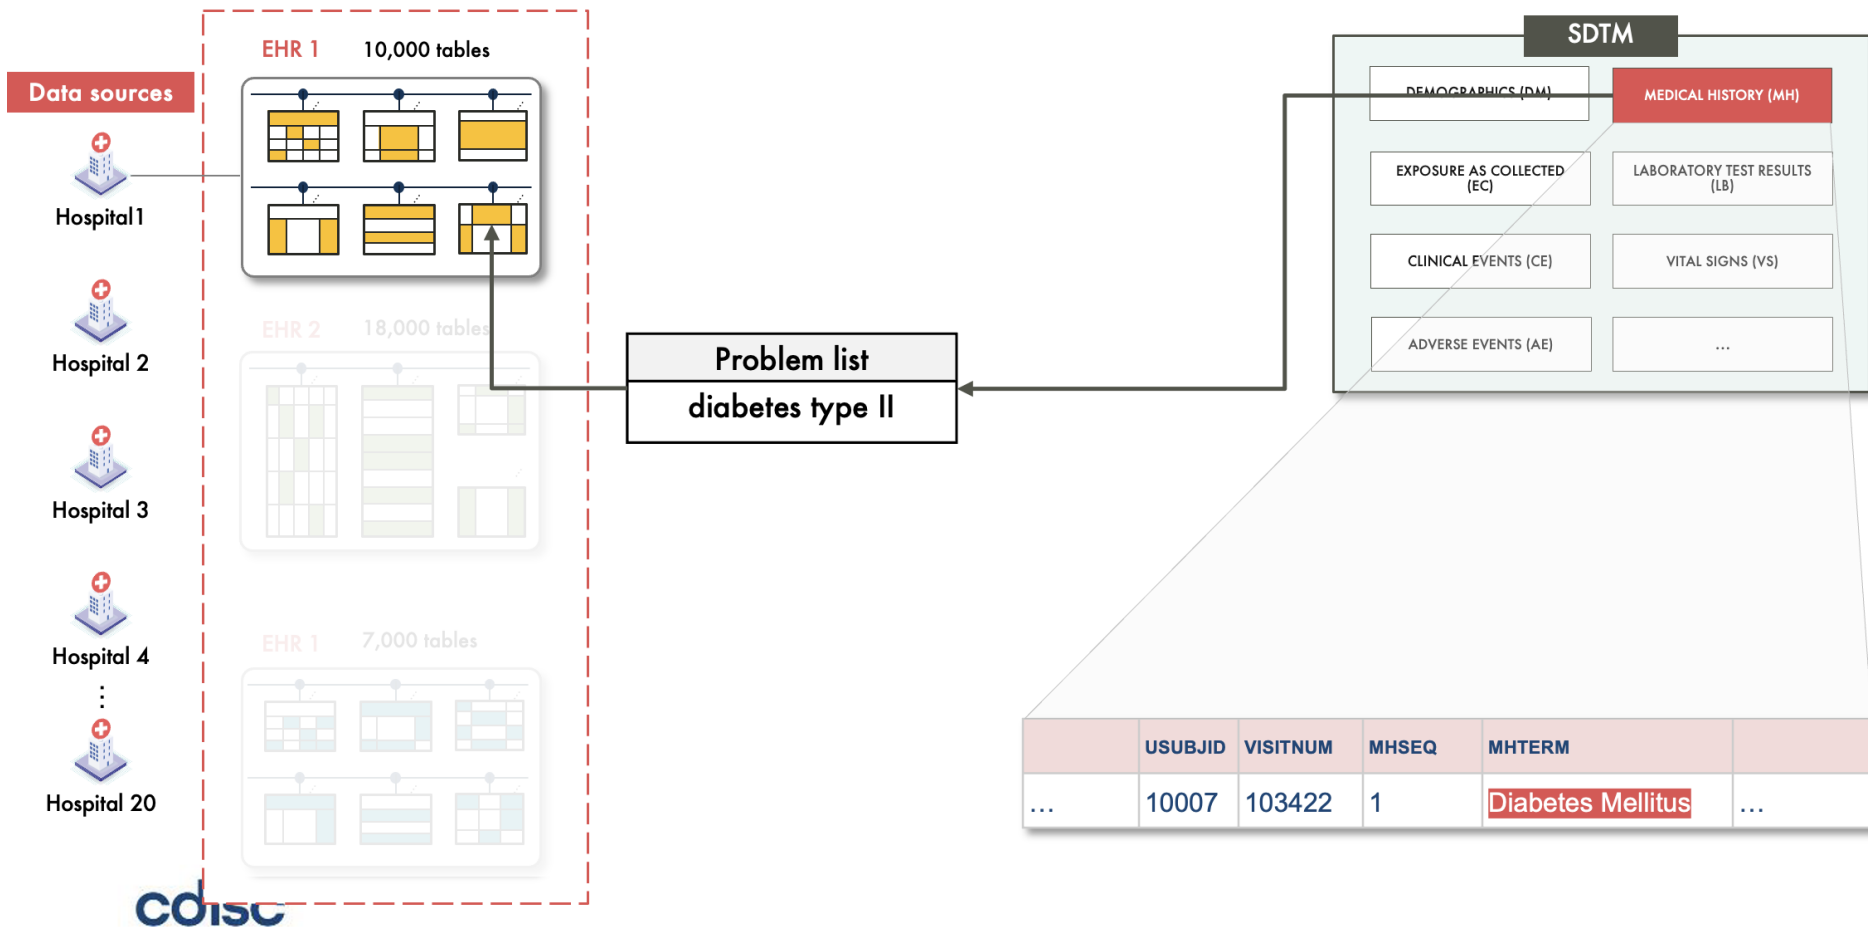 Data sources
Hospital1
Hospital 2
Hospital 3
Hospital 4
⋮
Hospital 20
EHR 1 10,000 tables
EHR 2 18,000 tables
EHR 1 7,000 tables
Problem list
diabetes type II
SDTM
DEMOGRAPHICS (DM)
MEDICAL HISTORY (MH)
EXPOSURE AS COLLECTED
(EC)
LABORATORY TEST RESULTS
(LB)
CLINICAL EVENTS (CE)
VITAL SIGNS (VS)
ADVERSE EVENTS (AE)
...
USUBJID VISITNUM MHSEQ MHTERM
... 10007 103422 1 Diabetes Mellitus ...
cdisc